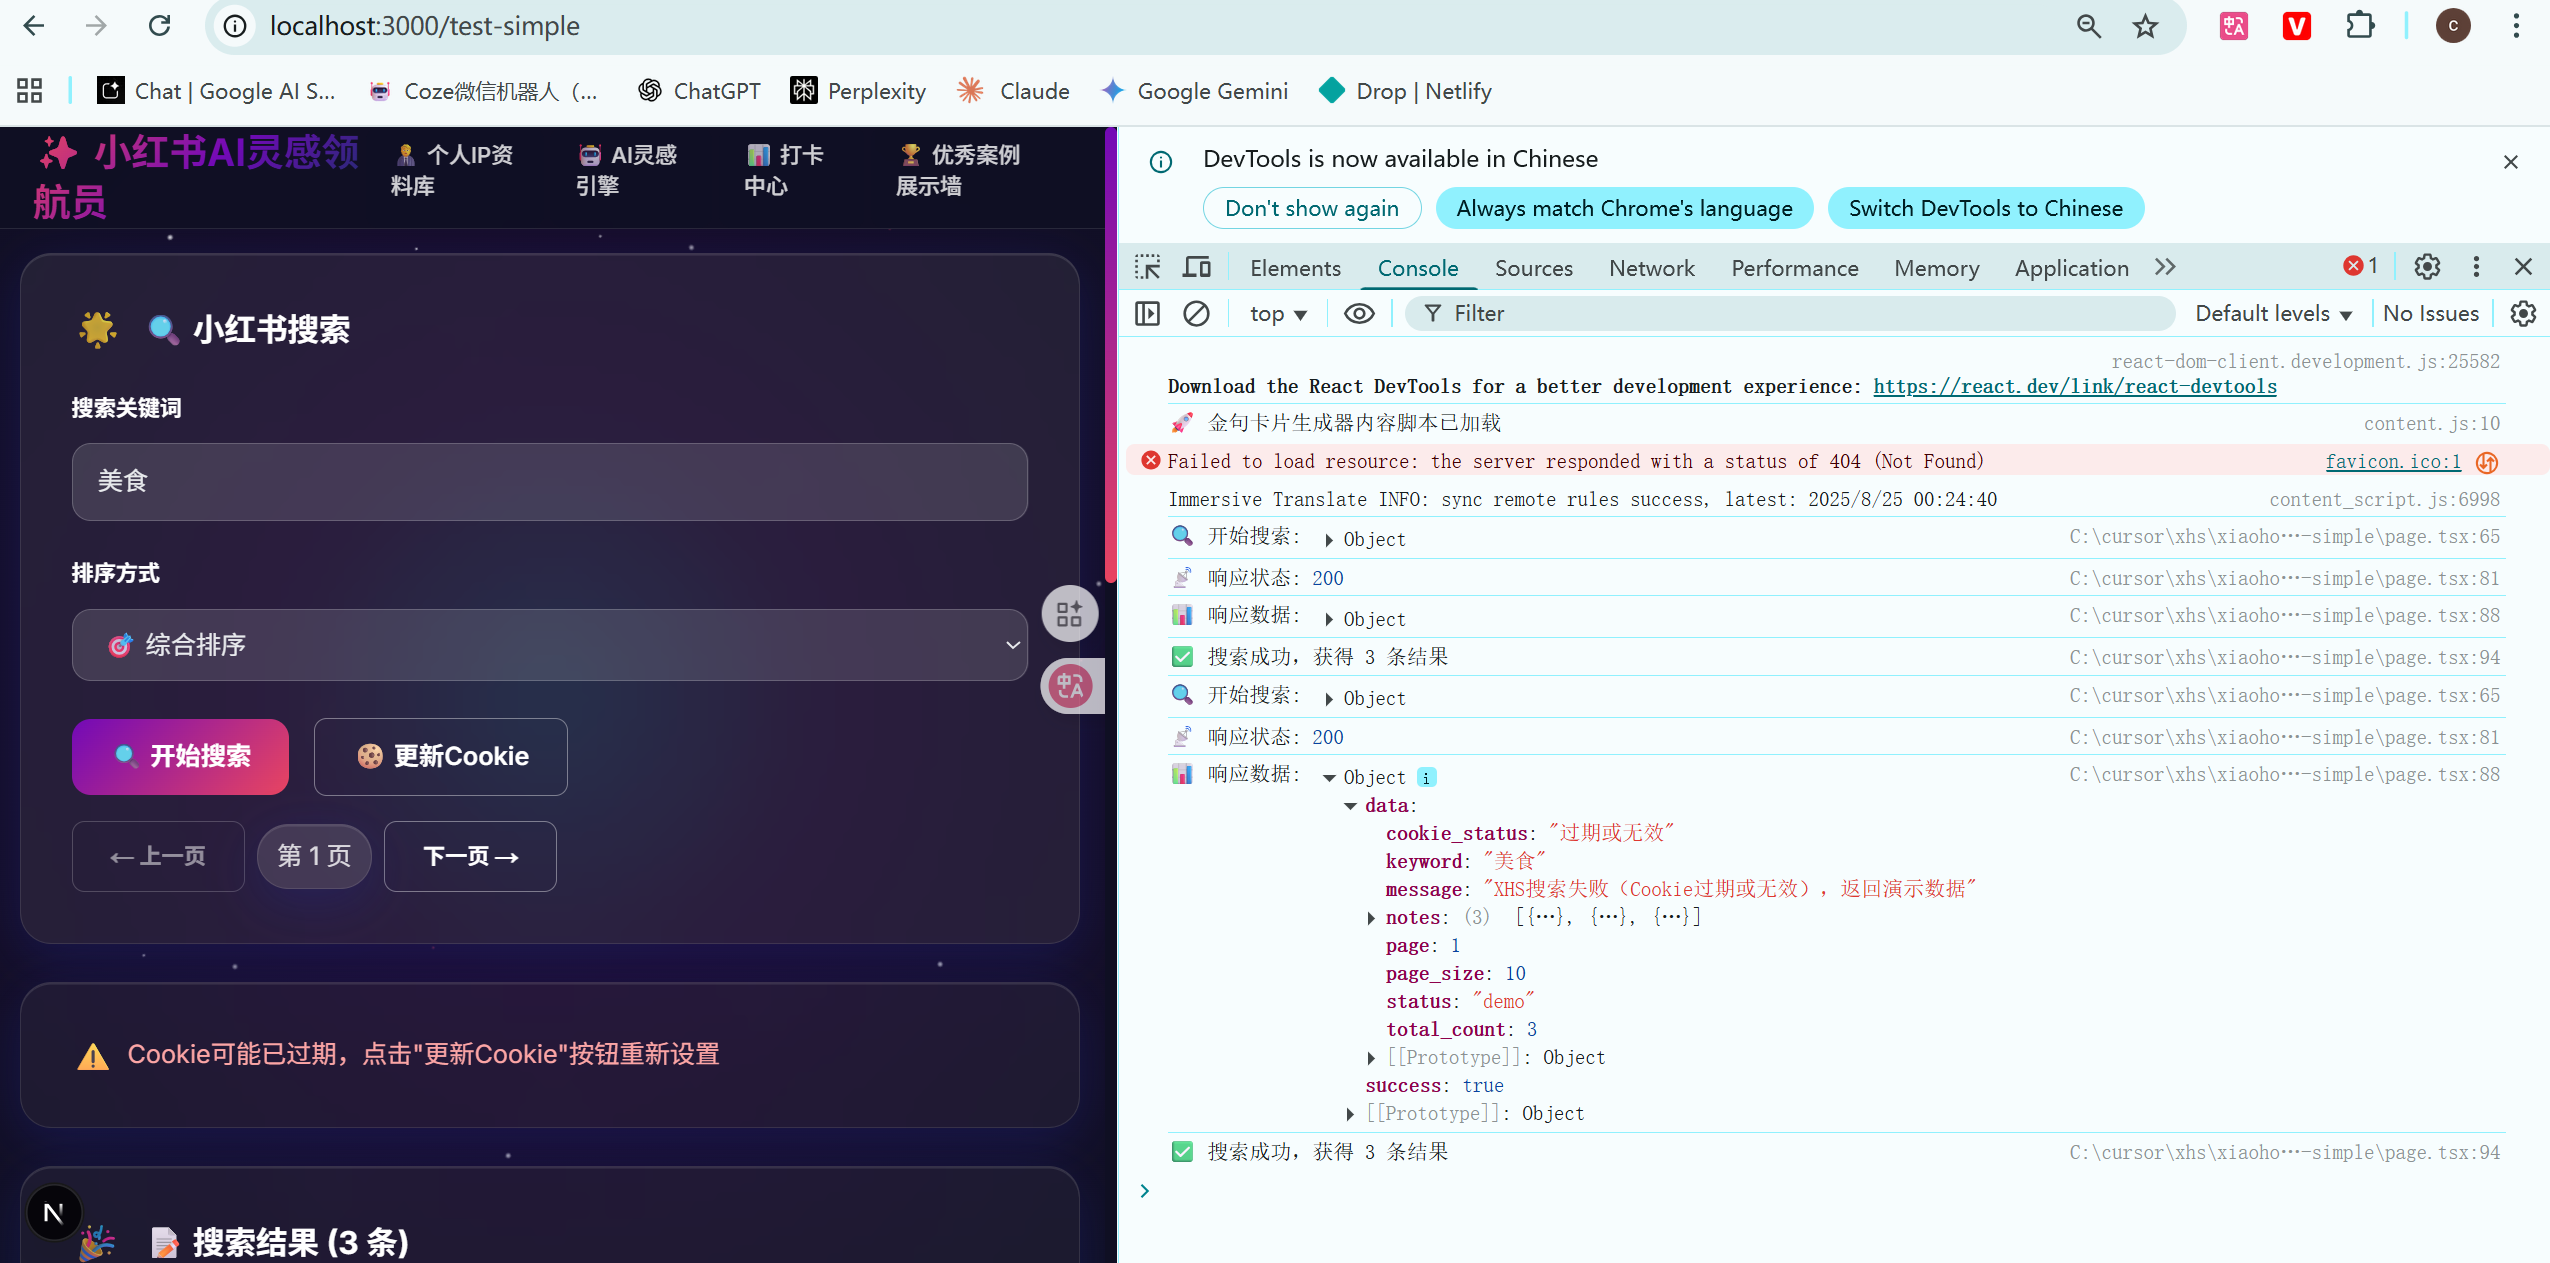 localhost:3000/test-simple
c
Chat | Google AI S...
Coze微信机器人（...
ChatGPT
Perplexity
Claude
Google Gemini
Drop | Netlify
小红书AI灵感领
航员
个人IP资
料库
AI灵感
引擎
打卡
中心
优秀案例
展示墙
小红书搜索
搜索关键词
美食
排序方式
综合排序
开始搜索
更新Cookie
←上一页
第 1 页
下一页→
Cookie可能已过期，点击"更新Cookie"按钮重新设置
N
搜索结果 (3 条)
DevTools is now available in Chinese
Don't show again
Always match Chrome's language
Switch DevTools to Chinese
Elements
Console
Sources
Network
Performance
Memory
Application
1
top
Filter
Default levels
No Issues
react-dom-client.development.js:25582
Download the React DevTools for a better development experience: https://react.dev/link/react-devtools
🚀 金句卡片生成器内容脚本已加载 content.js:10
Failed to load resource: the server responded with a status of 404 (Not Found) favicon.ico:1
Immersive Translate INFO: sync remote rules success, latest: 2025/8/25 00:24:40 content_script.js:6998
🔍 开始搜索: ▶ Object C:\cursor\xhs\xiaoho…-simple\page.tsx:65
📡 响应状态: 200 C:\cursor\xhs\xiaoho…-simple\page.tsx:81
📊 响应数据: ▶ Object C:\cursor\xhs\xiaoho…-simple\page.tsx:88
✅ 搜索成功，获得 3 条结果 C:\cursor\xhs\xiaoho…-simple\page.tsx:94
🔍 开始搜索: ▶ Object C:\cursor\xhs\xiaoho…-simple\page.tsx:65
📡 响应状态: 200 C:\cursor\xhs\xiaoho…-simple\page.tsx:81
📊 响应数据: ▼ Object i C:\cursor\xhs\xiaoho…-simple\page.tsx:88
▼ data:
cookie_status: "过期或无效"
keyword: "美食"
message: "XHS搜索失败（Cookie过期或无效），返回演示数据"
▶ notes: (3) [{…}, {…}, {…}]
page: 1
page_size: 10
status: "demo"
total_count: 3
▶ [[Prototype]]: Object
success: true
▶ [[Prototype]]: Object
✅ 搜索成功，获得 3 条结果 C:\cursor\xhs\xiaoho…-simple\page.tsx:94